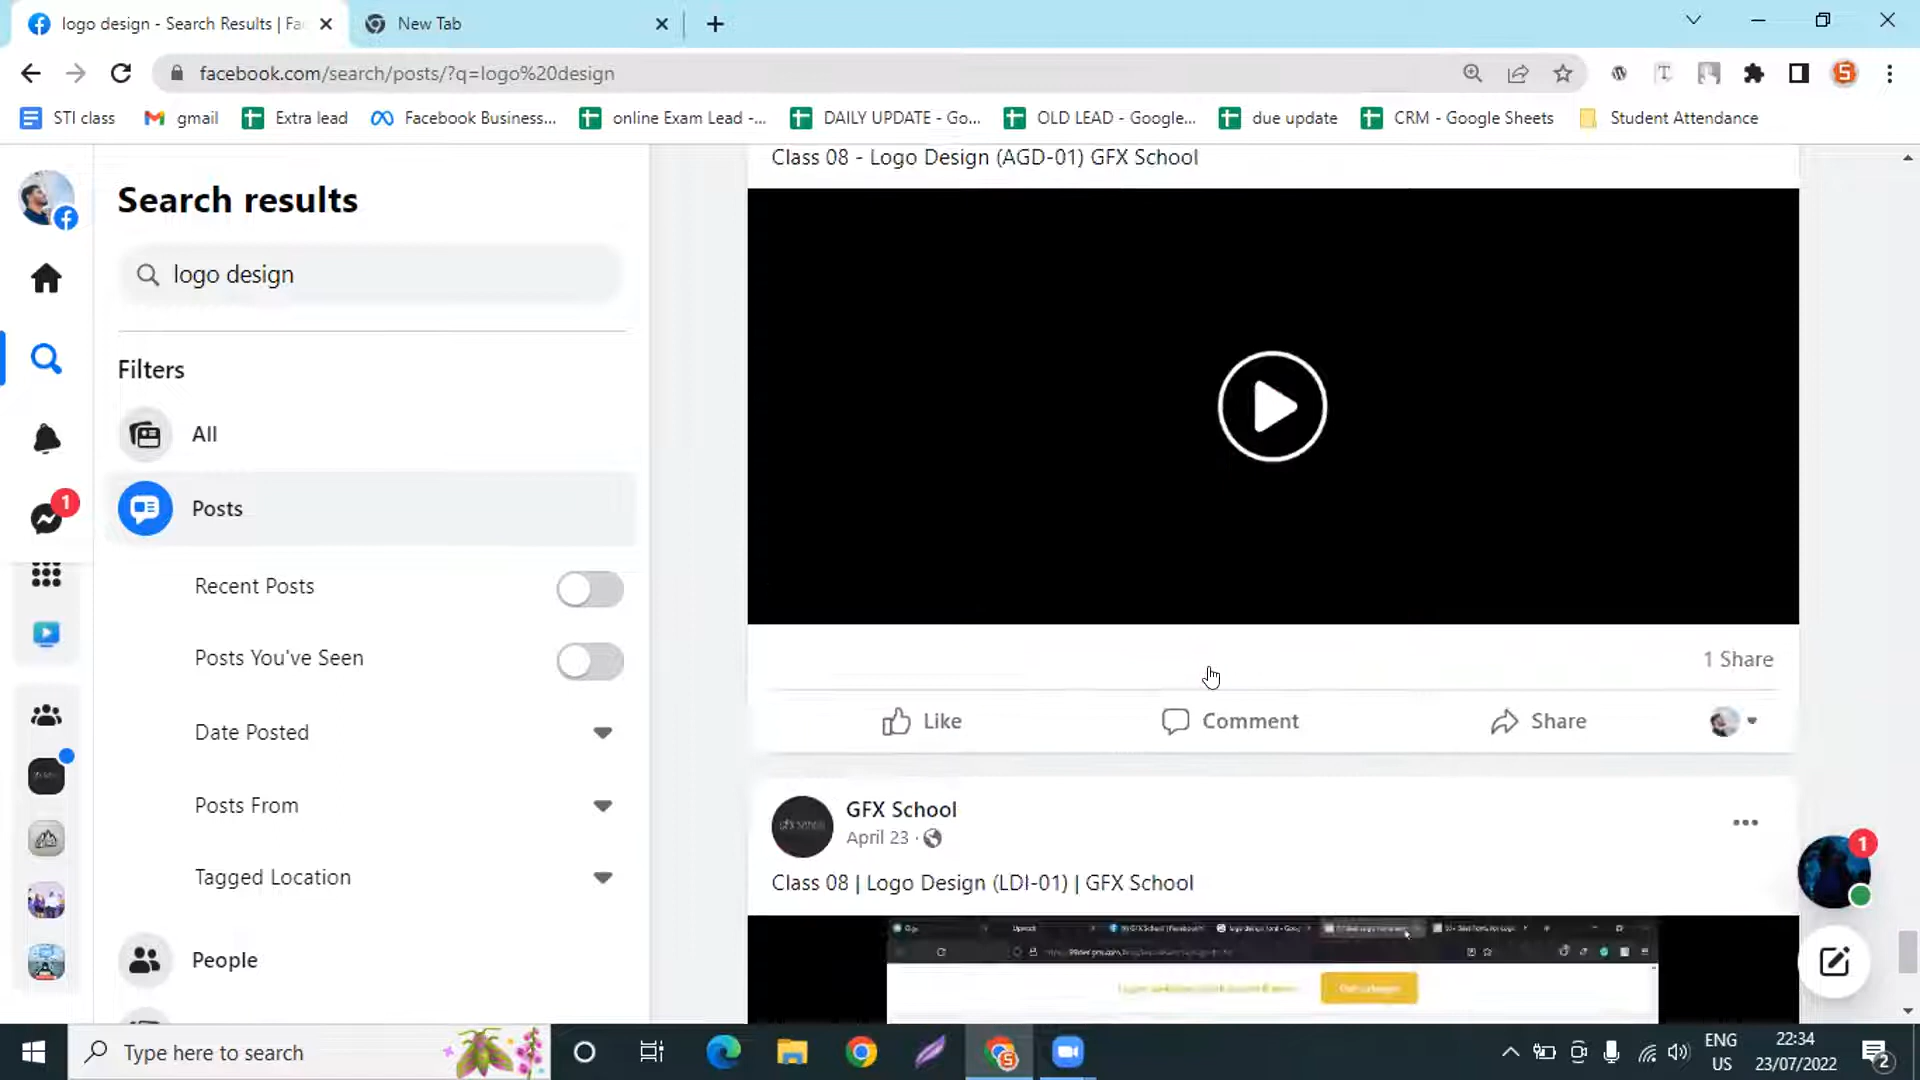 logo design - Search Results | Fa
New Tab
facebook.com/search/posts/?q=logo%20design
STI class
gmail
Extra lead
Facebook Business...
online Exam Lead -...
DAILY UPDATE - Go...
OLD LEAD - Google...
due update
CRM - Google Sheets
Student Attendance
Search results
logo design
Filters
All
Posts
Recent Posts
Posts You've Seen
Date Posted
Posts From
Tagged Location
People
1
Class 08 - Logo Design (AGD-01) GFX School
1 Share
Like
Comment
Share
GFX School
April 23 ·
Class 08 | Logo Design (LDI-01) | GFX School
1
Type here to search
ENG
US
22:34
23/07/2022
2